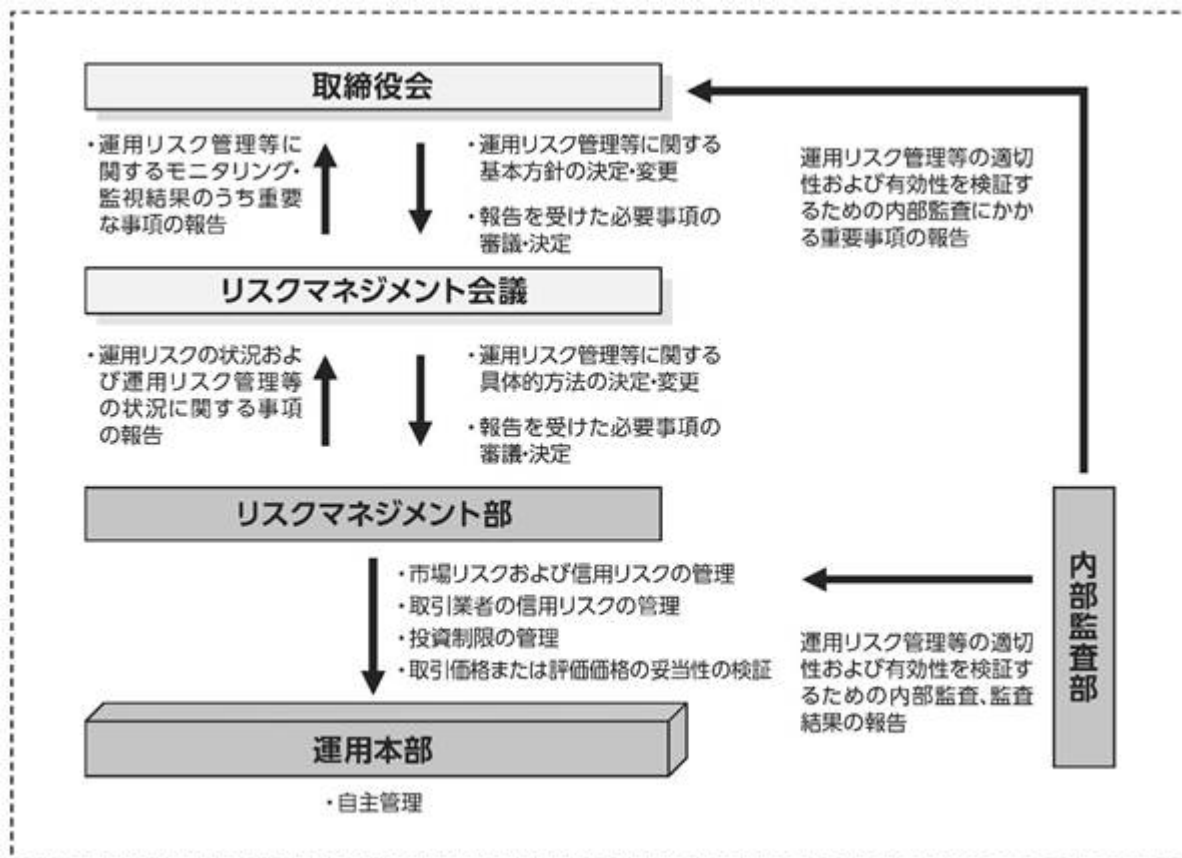 取締役会
・運用リスク管理等に
関するモニタリング・
監視結果のうち重要
な事項の報告
・運用リスク管理等に関する
基本方針の決定・変更
・報告を受けた必要事項の
審議・決定
運用リスク管理等の適切
性および有効性を検証す
るための内部監査にかか
る重要事項の報告
リスクマネジメント会議
・運用リスクの状況およ
び運用リスク管理等
の状況に関する事項
の報告
・運用リスク管理等に関する
具体的方法の決定・変更
・報告を受けた必要事項の
審議・決定
リスクマネジメント部
・市場リスクおよび信用リスクの管理
・取引業者の信用リスクの管理
・投資制限の管理
・取引価格または評価価格の妥当性の検証
内部監査部
運用リスク管理等の適切
性および有効性を検証す
るための内部監査、監査
結果の報告
運用本部
・自主管理